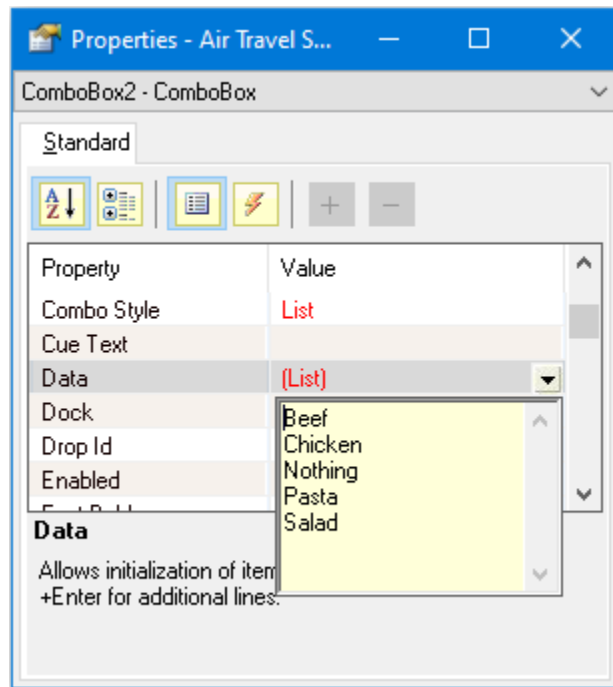 Properties - Air Travel S...
ComboBox2 - ComboBox
Standard
Property Value
Combo Style List
Cue Text
Data (List)
Dock
Drop Id
Enabled
Beef
Chicken
Nothing
Pasta
Salad
Data
Allows initialization of item
+Enter for additional lines.